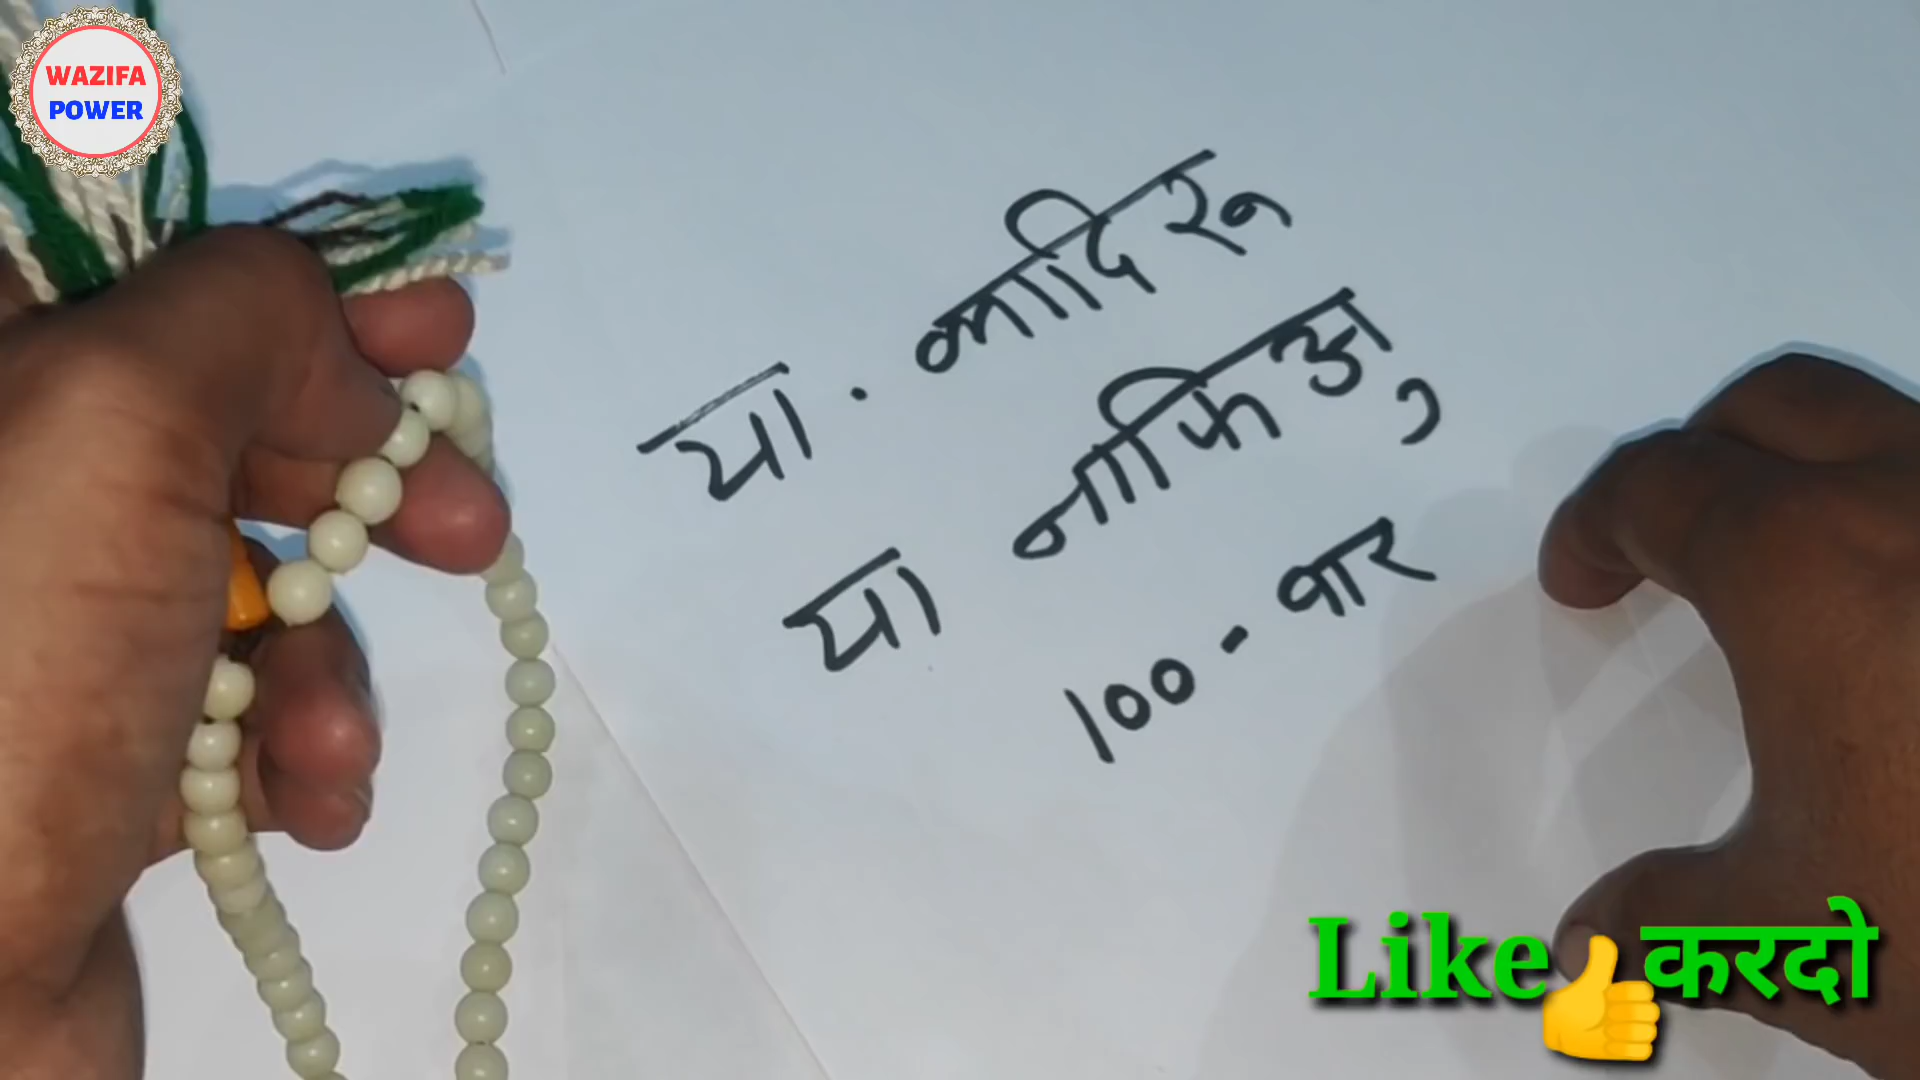 WAZIFA
POWER
या . कादिरू
या नाफिऊ,
100 - बार
Like 👍 करदो